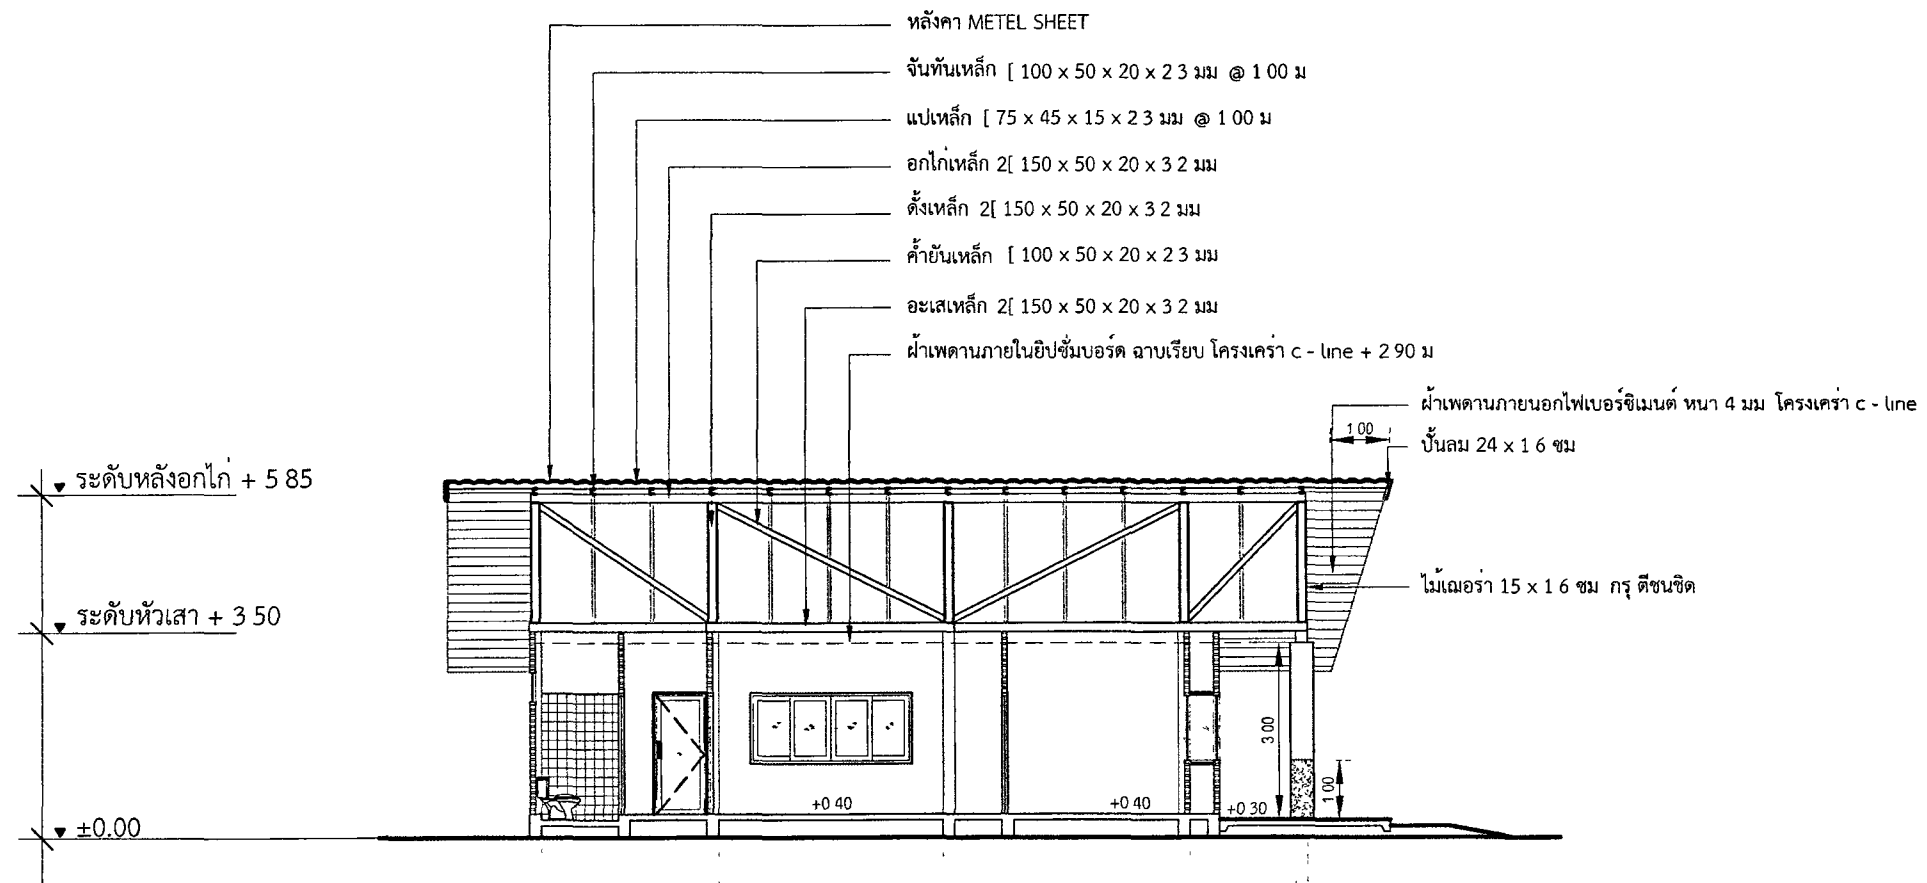 หลังคา METEL SHEET
จันทันเหล็ก [ 100 x 50 x 20 x 2 3 มม @ 1 00 ม
แปเหล็ก [ 75 x 45 x 15 x 2 3 มม @ 1 00 ม
อกไก่เหล็ก 2[ 150 x 50 x 20 x 3 2 มม
ดั้งเหล็ก 2[ 150 x 50 x 20 x 3 2 มม
ค้ำยันเหล็ก [ 100 x 50 x 20 x 2 3 มม
อะเสเหล็ก 2[ 150 x 50 x 20 x 3 2 มม
ฝ้าเพดานภายในยิปซั่มบอร์ด ฉาบเรียบ โครงเคร่า c - line + 2 90 ม
ฝ้าเพดานภายนอกไฟเบอร์ซิเมนต์ หนา 4 มม โครงเคร่า c - line
1 00
ปั้นลม 24 x 1 6 ซม
ระดับหลังอกไก่ + 5 85
ไม้เฌอร่า 15 x 1 6 ซม กรุ ตีชนชิด
ระดับหัวเสา + 3 50
3 00
1 00
+0 40
+0 40
+0 30
±0.00